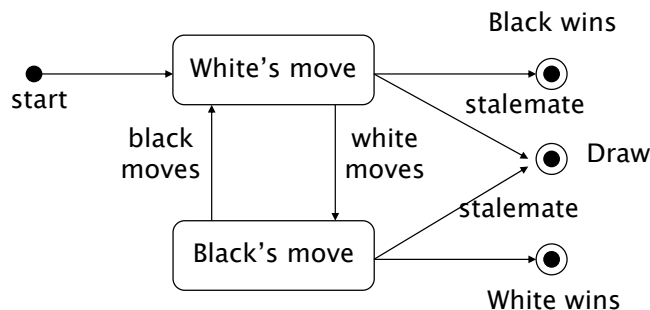 Black wins
White's move
start
stalemate
black
moves
white
moves
Draw
stalemate
Black's move
White wins